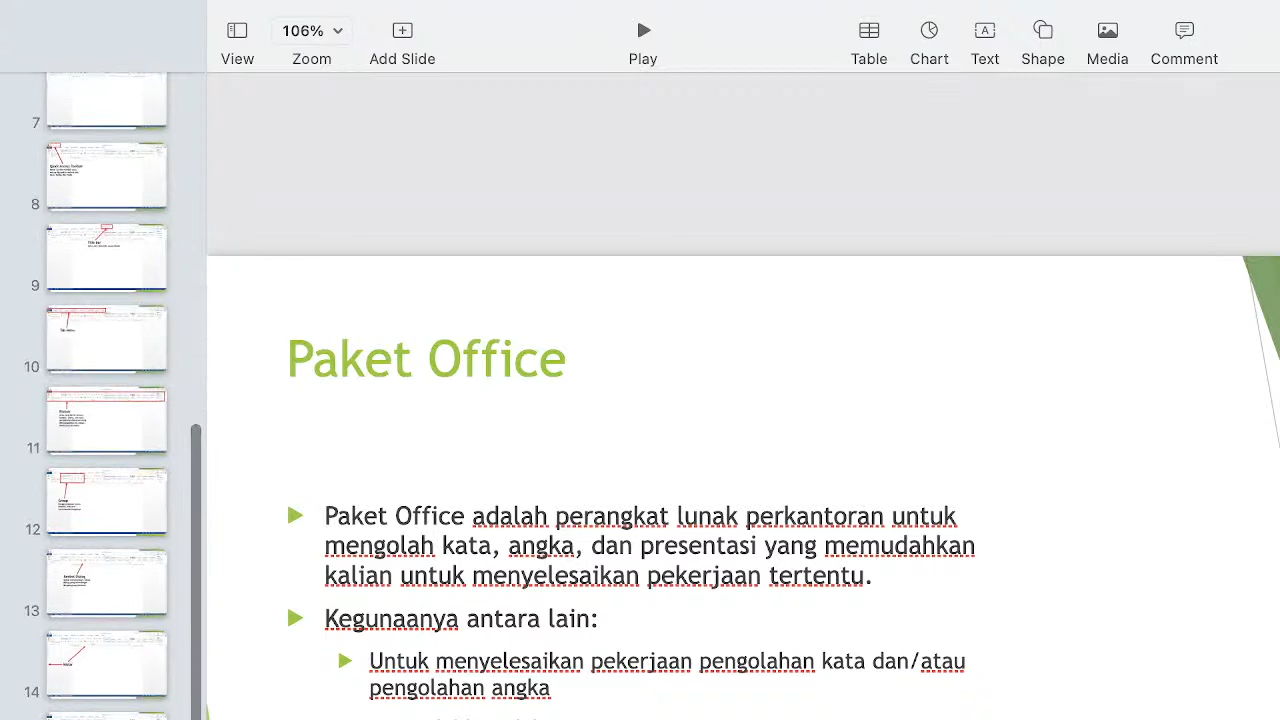 106%
View
Zoom
Add Slide
Play
Table
Chart
Text
Shape
Media
Comment
7
8
9
10
11
12
13
14
Paket Office
Paket Office adalah perangkat lunak perkantoran untuk
mengolah kata, angka, dan presentasi yang memudahkan
kalian untuk menyelesaikan pekerjaan tertentu.
Kegunaanya antara lain:
Untuk menyelesaikan pekerjaan pengolahan kata dan/atau
pengolahan angka